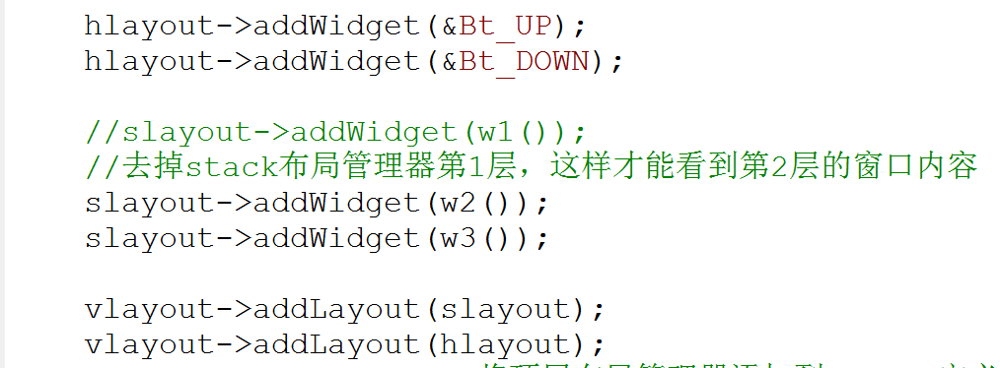 hlayout->addWidget(&Bt_UP);
hlayout->addWidget(&Bt_DOWN);
//slayout->addWidget(w1());
//去掉stack布局管理器第1层，这样才能看到第2层的窗口内容
slayout->addWidget(w2());
slayout->addWidget(w3());
vlayout->addLayout(slayout);
vlayout->addLayout(hlayout);